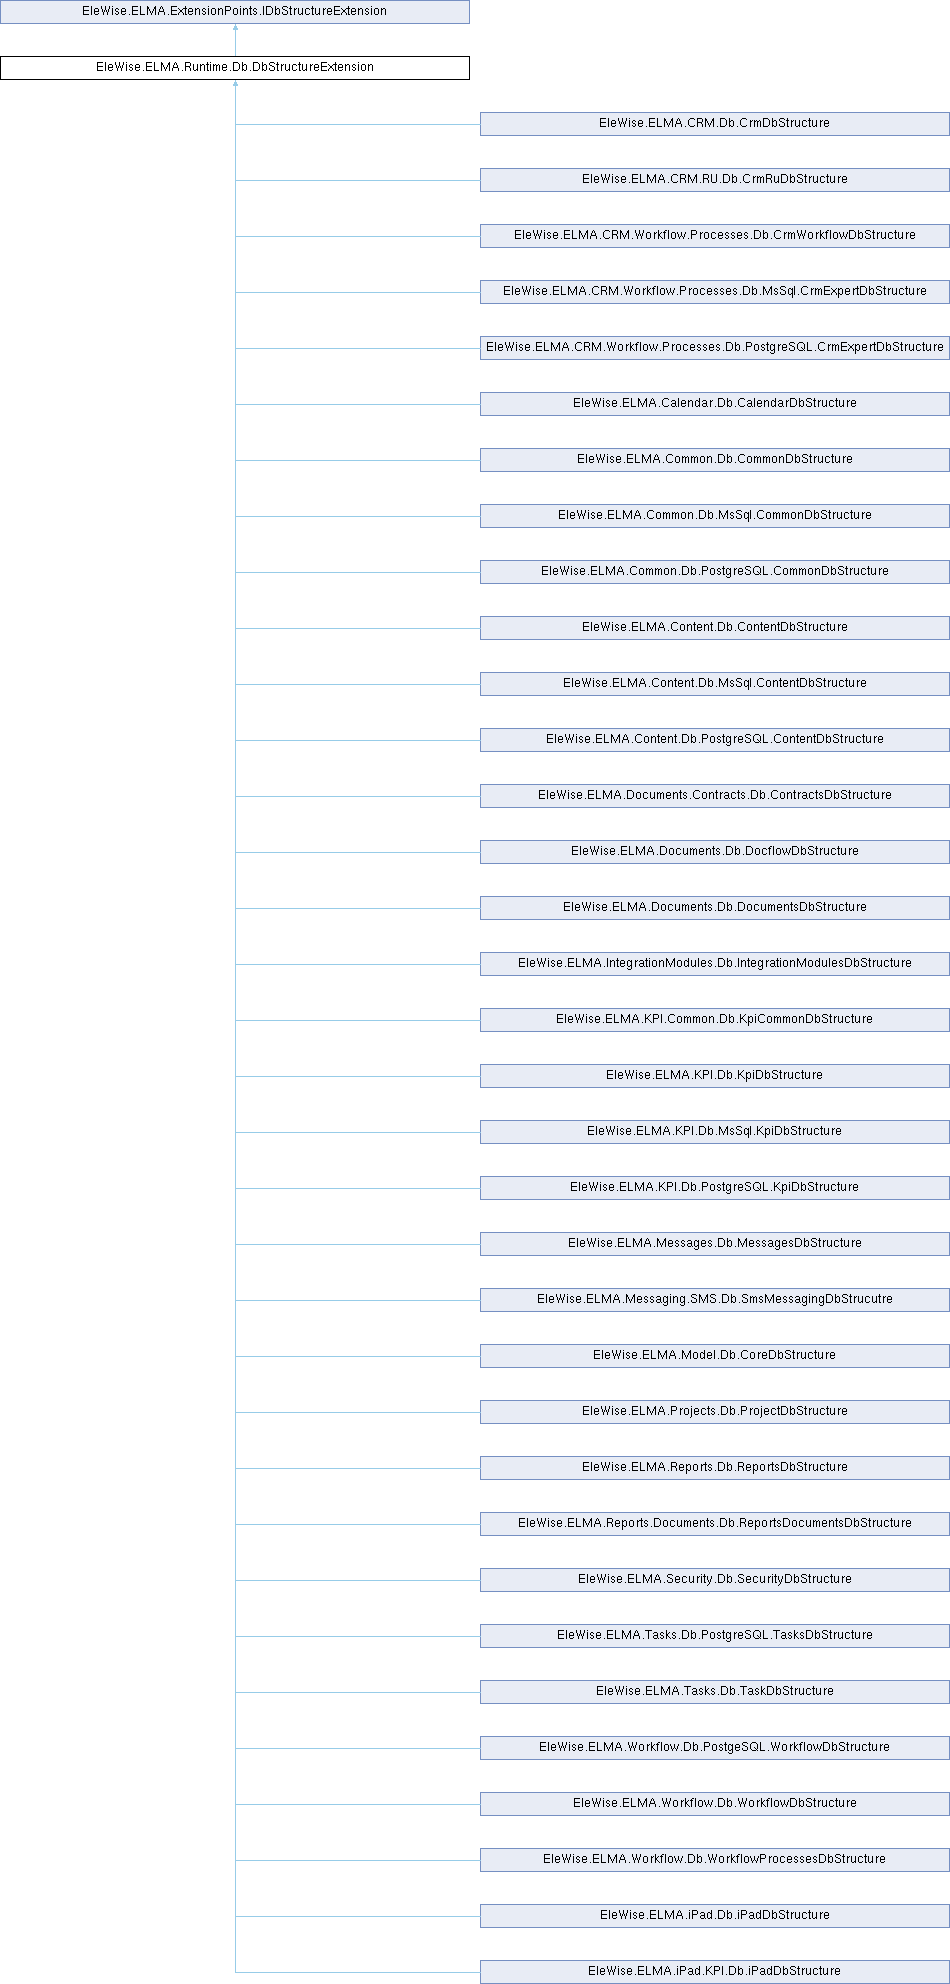 EleWise.ELMA.ExtensionPoints.IDbStructureExtension
EleWise.ELMA.Runtime.Db.DbStructureExtension
EleWise.ELMA.CRM.Db.CrmDbStructure
EleWise.ELMA.CRM.RU.Db.CrmRuDbStructure
EleWise.ELMA.CRM.Workflow.Processes.Db.CrmWorkflowDbStructure
EleWise.ELMA.CRM.Workflow.Processes.Db.MsSql.CrmExpertDbStructure
EleWise.ELMA.CRM.Workflow.Processes.Db.PostgreSQL.CrmExpertDbStructure
EleWise.ELMA.Calendar.Db.CalendarDbStructure
EleWise.ELMA.Common.Db.CommonDbStructure
EleWise.ELMA.Common.Db.MsSql.CommonDbStructure
EleWise.ELMA.Common.Db.PostgreSQL.CommonDbStructure
EleWise.ELMA.Content.Db.ContentDbStructure
EleWise.ELMA.Content.Db.MsSql.ContentDbStructure
EleWise.ELMA.Content.Db.PostgreSQL.ContentDbStructure
EleWise.ELMA.Documents.Contracts.Db.ContractsDbStructure
EleWise.ELMA.Documents.Db.DocflowDbStructure
EleWise.ELMA.Documents.Db.DocumentsDbStructure
EleWise.ELMA.IntegrationModules.Db.IntegrationModulesDbStructure
EleWise.ELMA.KPI.Common.Db.KpiCommonDbStructure
EleWise.ELMA.KPI.Db.KpiDbStructure
EleWise.ELMA.KPI.Db.MsSql.KpiDbStructure
EleWise.ELMA.KPI.Db.PostgreSQL.KpiDbStructure
EleWise.ELMA.Messages.Db.MessagesDbStructure
EleWise.ELMA.Messaging.SMS.Db.SmsMessagingDbStrucutre
EleWise.ELMA.Model.Db.CoreDbStructure
EleWise.ELMA.Projects.Db.ProjectDbStructure
EleWise.ELMA.Reports.Db.ReportsDbStructure
EleWise.ELMA.Reports.Documents.Db.ReportsDocumentsDbStructure
EleWise.ELMA.Security.Db.SecurityDbStructure
EleWise.ELMA.Tasks.Db.PostgreSQL.TasksDbStructure
EleWise.ELMA.Tasks.Db.TaskDbStructure
EleWise.ELMA.Workflow.Db.PostgeSQL.WorkflowDbStructure
EleWise.ELMA.Workflow.Db.WorkflowDbStructure
EleWise.ELMA.Workflow.Db.WorkflowProcessesDbStructure
EleWise.ELMA.iPad.Db.iPadDbStructure
EleWise.ELMA.iPad.KPI.Db.iPadDbStructure